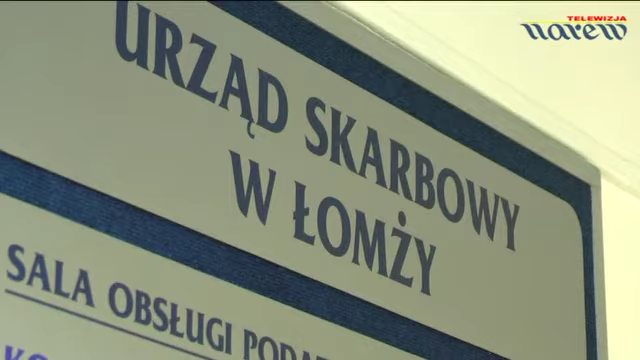 TELEWIZJA
narew
URZĄD SKARBOWY
W ŁOMŻY
SALA OBSŁUGI